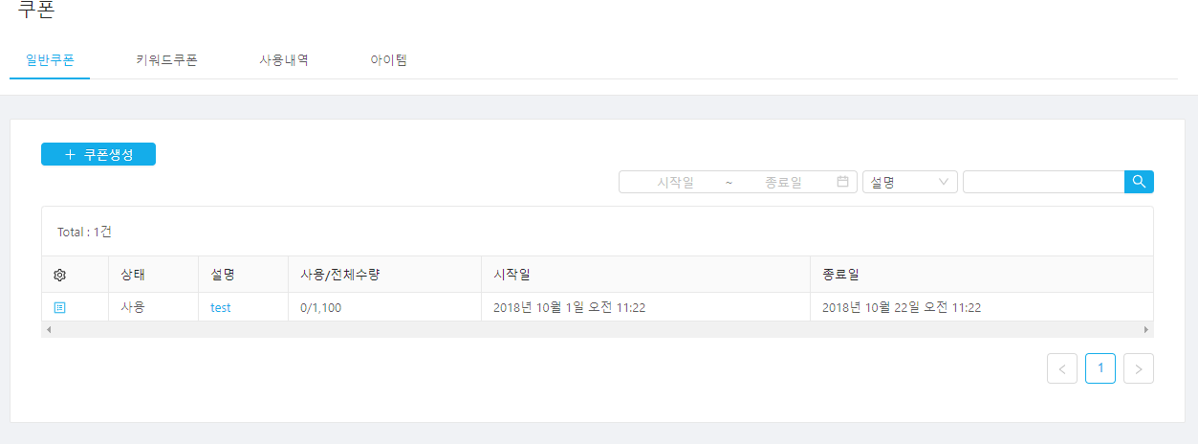 쿠폰
일반쿠폰 키워드쿠폰 사용내역 아이템
+ 쿠폰생성
시작일 ~ 종료일 설명
Total : 1건
상태 설명 사용/전체수량 시작일 종료일
사용 test 0/1,100 2018년 10월 1일 오전 11:22 2018년 10월 22일 오전 11:22
< 1 >